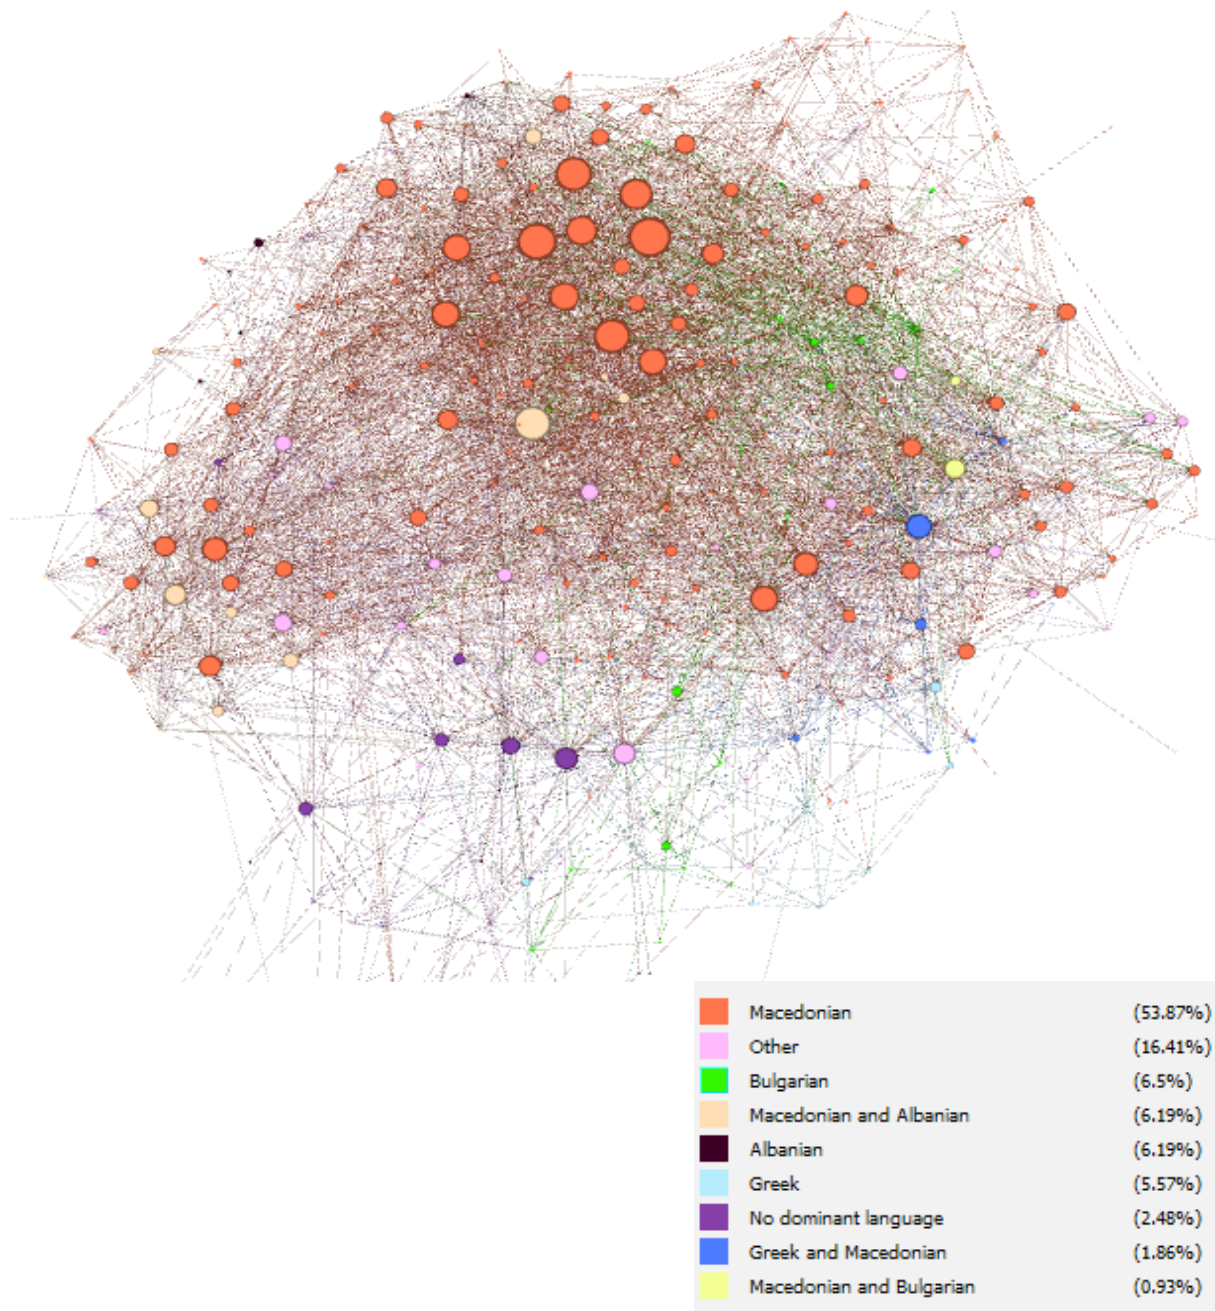 Macedonian (53.87%)
Other (16.41%)
Bulgarian (6.5%)
Macedonian and Albanian (6.19%)
Albanian (6.19%)
Greek (5.57%)
No dominant language (2.48%)
Greek and Macedonian (1.86%)
Macedonian and Bulgarian (0.93%)